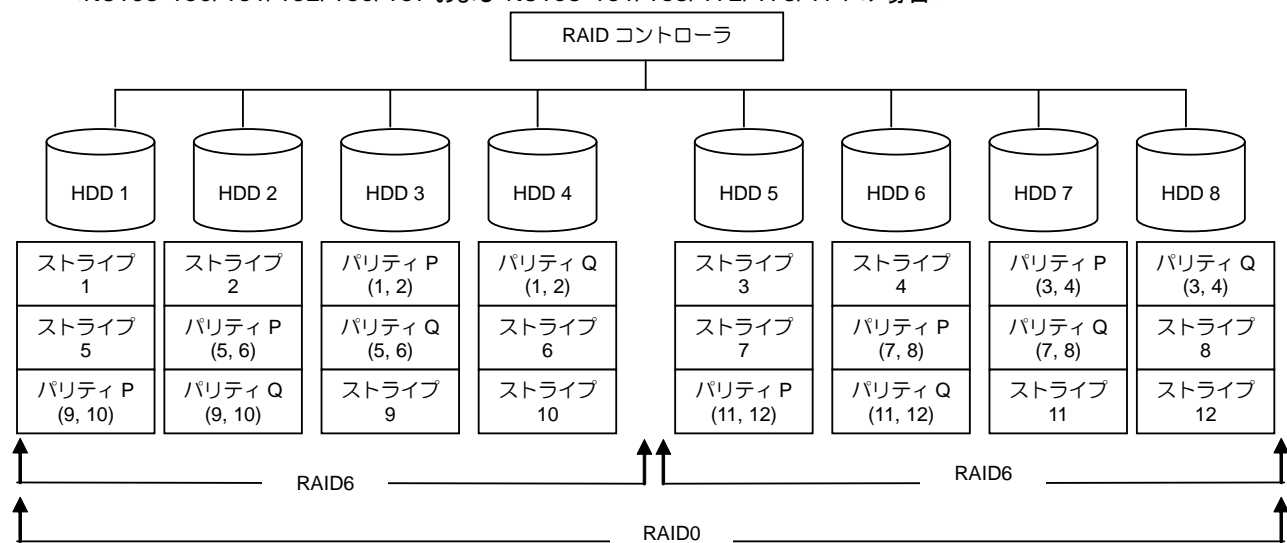 RAID コントローラ
HDD 1
HDD 2
HDD 3
HDD 4
HDD 5
HDD 6
HDD 7
HDD 8
ストライプ
1
ストライプ
2
パリティ P
(1, 2)
パリティ Q
(1, 2)
ストライプ
3
ストライプ
4
パリティ P
(3, 4)
パリティ Q
(3, 4)
ストライプ
5
パリティ P
(5, 6)
パリティ Q
(5, 6)
ストライプ
6
ストライプ
7
パリティ P
(7, 8)
パリティ Q
(7, 8)
ストライプ
8
パリティ P
(9, 10)
パリティ Q
(9, 10)
ストライプ
9
ストライプ
10
パリティ P
(11, 12)
パリティ Q
(11, 12)
ストライプ
11
ストライプ
12
RAID6
RAID6
RAID0